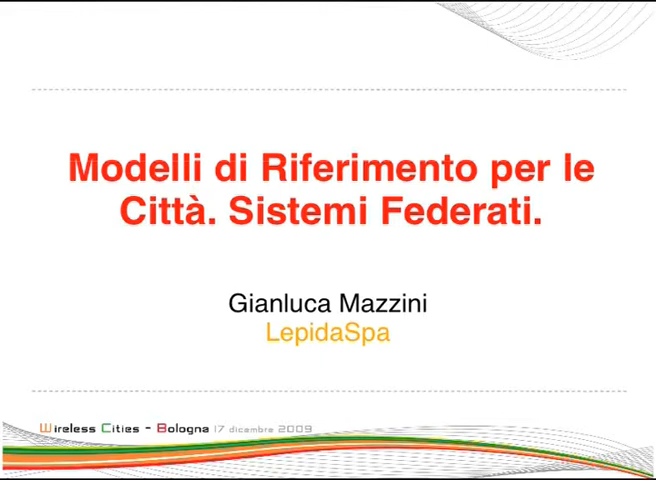 Modelli di Riferimento per le
Città. Sistemi Federati.
Gianluca Mazzini
LepidaSpa
Wireless Cities - Bologna 17 dicembre 2009